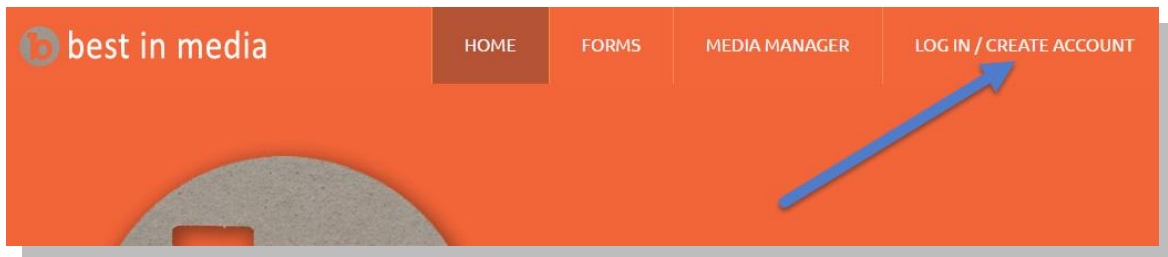 best in media
HOME FORMS MEDIA MANAGER LOG IN / CREATE ACCOUNT